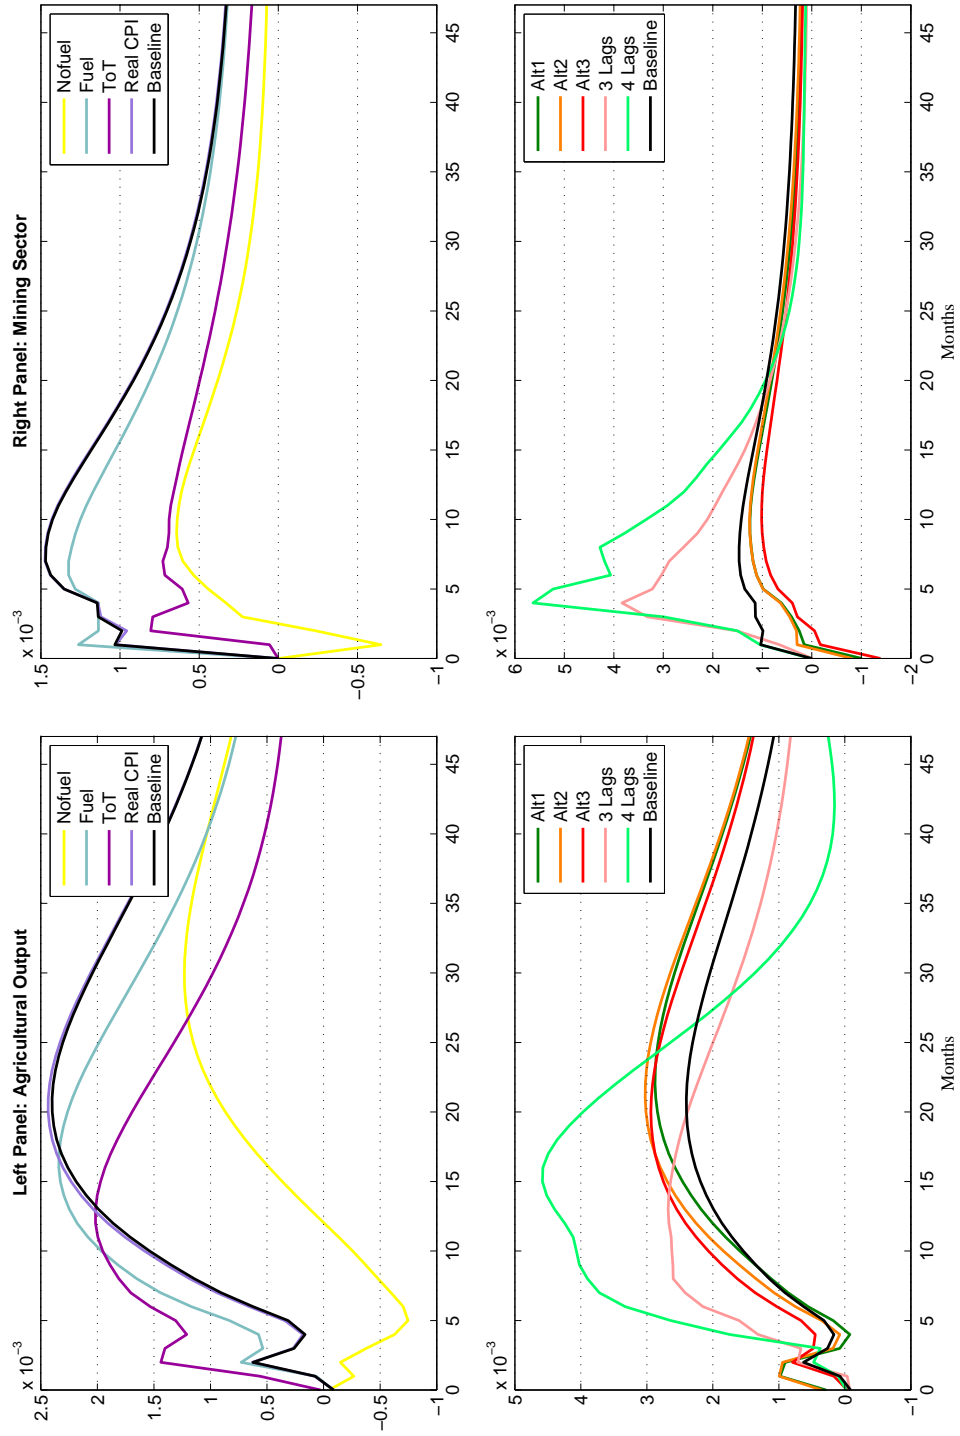 Left Panel: Agricultural Output
x 10⁻³
2.5
2
1.5
1
0.5
0
−0.5
−1
0 5 10 15 20 25 30 35 40 45
Nofuel
Fuel
ToT
Real CPI
Baseline
Right Panel: Mining Sector
x 10⁻³
1.5
1
0.5
0
−0.5
−1
0 5 10 15 20 25 30 35 40 45
Nofuel
Fuel
ToT
Real CPI
Baseline
x 10⁻³
5
4
3
2
1
0
−1
0 5 10 15 20 25 30 35 40 45
Months
Alt1
Alt2
Alt3
3 Lags
4 Lags
Baseline
x 10⁻³
6
5
4
3
2
1
0
−1
−2
0 5 10 15 20 25 30 35 40 45
Months
Alt1
Alt2
Alt3
3 Lags
4 Lags
Baseline